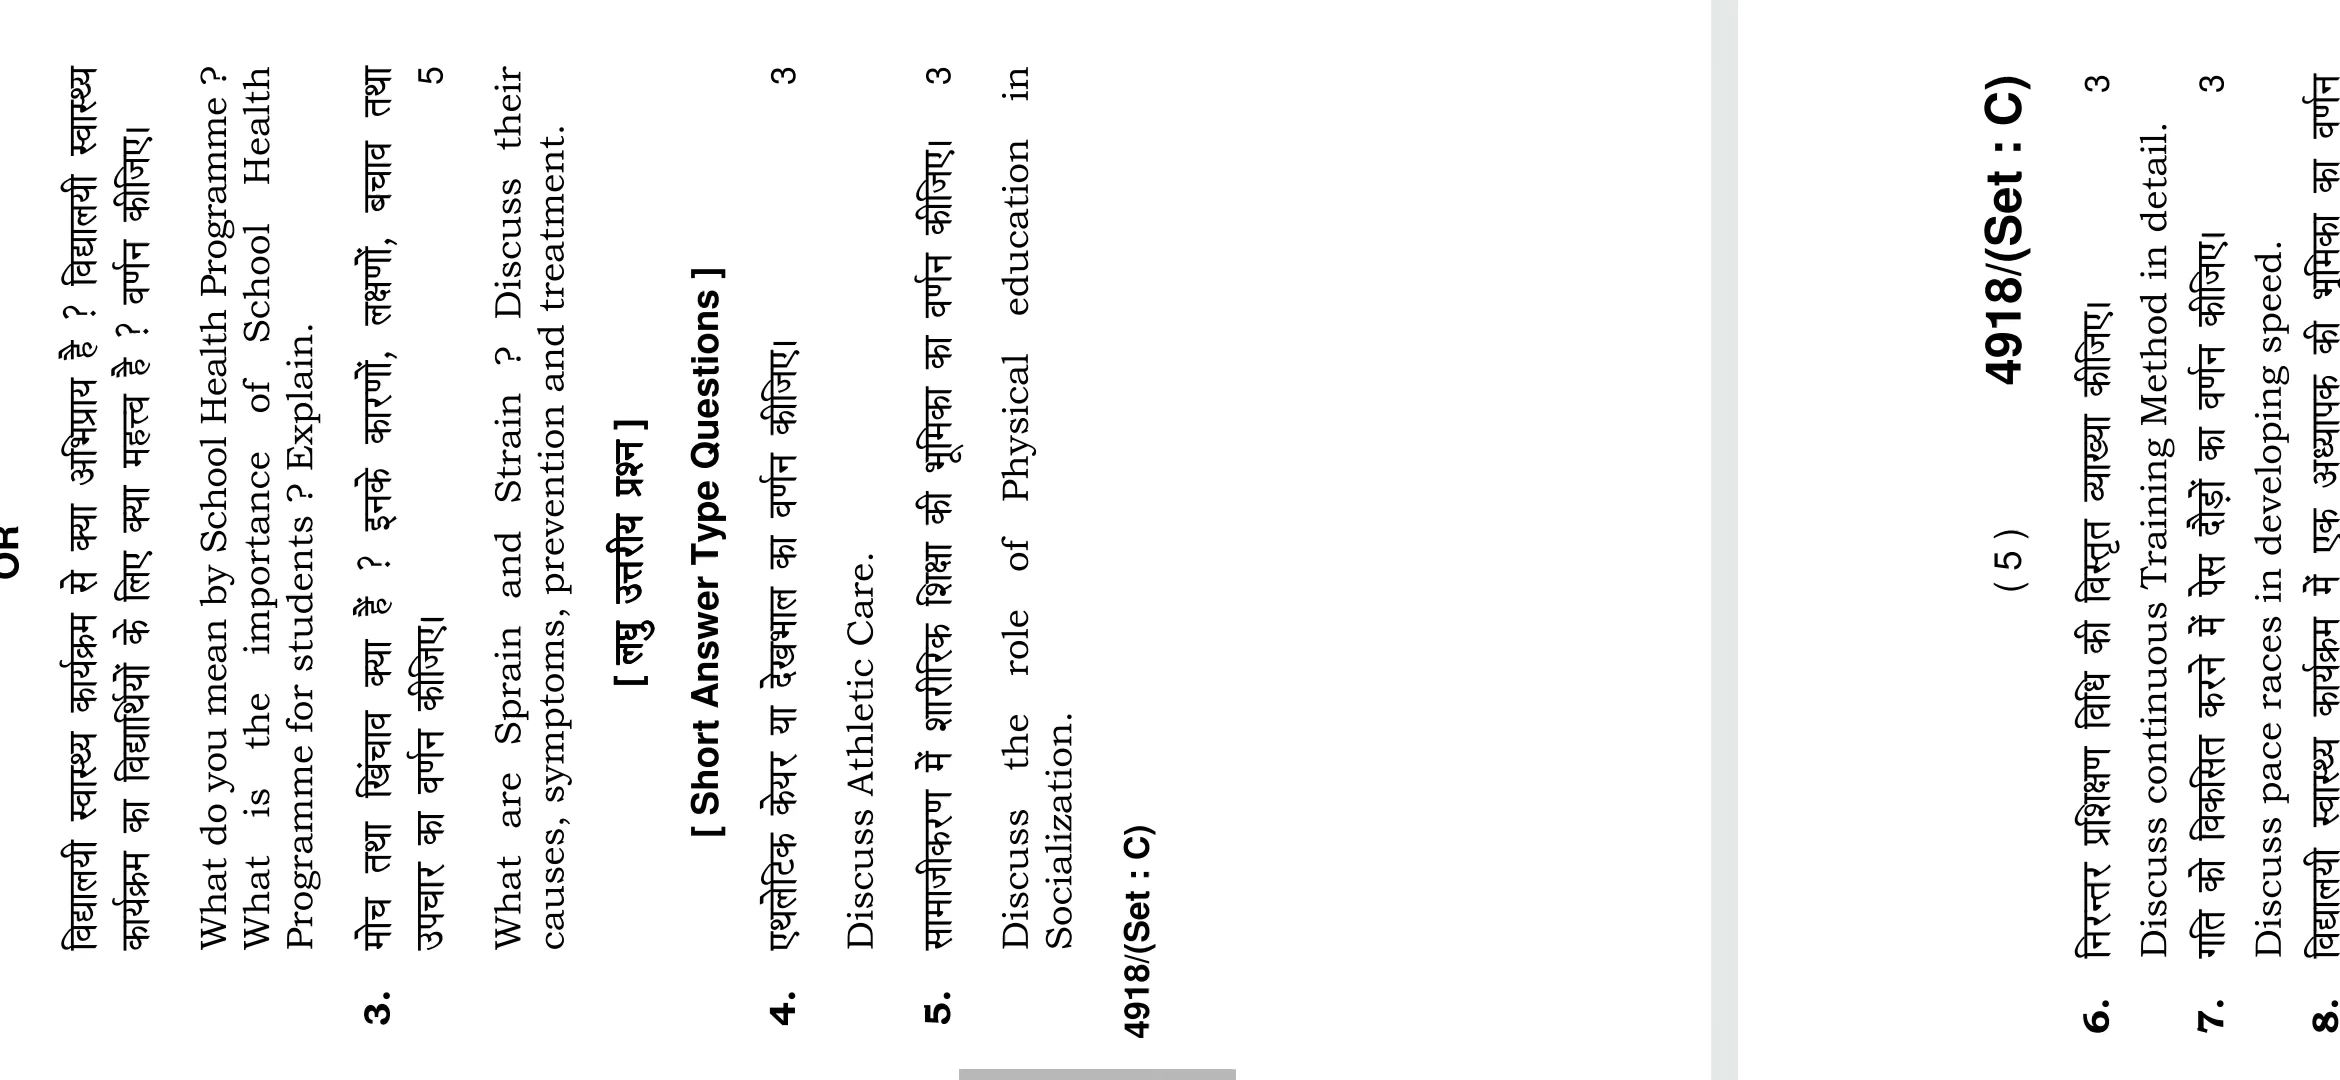 OR
विद्यालयी स्वास्थ्य कार्यक्रम से क्या अभिप्राय है ? विद्यालयी स्वास्थ्य
कार्यक्रम का विद्यार्थियों के लिए क्या महत्त्व है ? वर्णन कीजिए।
What do you mean by School Health Programme ?
What is the importance of School Health
Programme for students ? Explain.
3. मोच तथा खिंचाव क्या हैं ? इनके कारणों, लक्षणों, बचाव तथा
उपचार का वर्णन कीजिए। 5
What are Sprain and Strain ? Discuss their
causes, symptoms, prevention and treatment.
[ लघु उत्तरीय प्रश्न ]
[ Short Answer Type Questions ]
4. एथलेटिक केयर या देखभाल का वर्णन कीजिए। 3
Discuss Athletic Care.
5. सामाजीकरण में शारीरिक शिक्षा की भूमिका का वर्णन कीजिए। 3
Discuss the role of Physical education in
Socialization.
4918/(Set : C)
( 5 ) 4918/(Set : C)
6. निरन्तर प्रशिक्षण विधि की विस्तृत व्याख्या कीजिए। 3
Discuss continuous Training Method in detail.
7. गति को विकसित करने में पेस दौड़ों का वर्णन कीजिए। 3
Discuss pace races in developing speed.
8. विद्यालयी स्वास्थ्य कार्यक्रम में एक अध्यापक की भूमिका का वर्णन